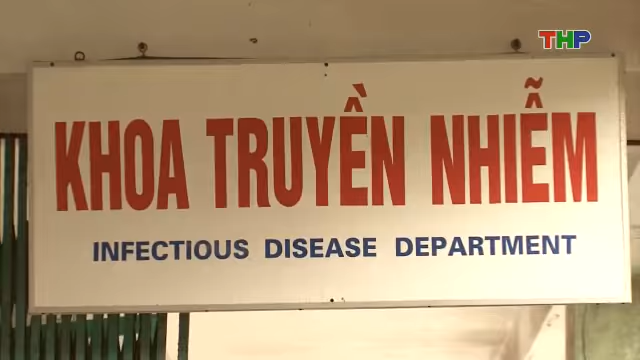 THP
KHOA TRUYỀN NHIỄM
INFECTIOUS DISEASE DEPARTMENT